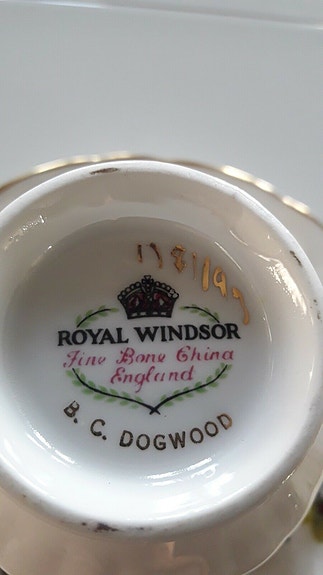 ROYAL WINDSOR
Fine Bone China
England
B. C. DOGWOOD